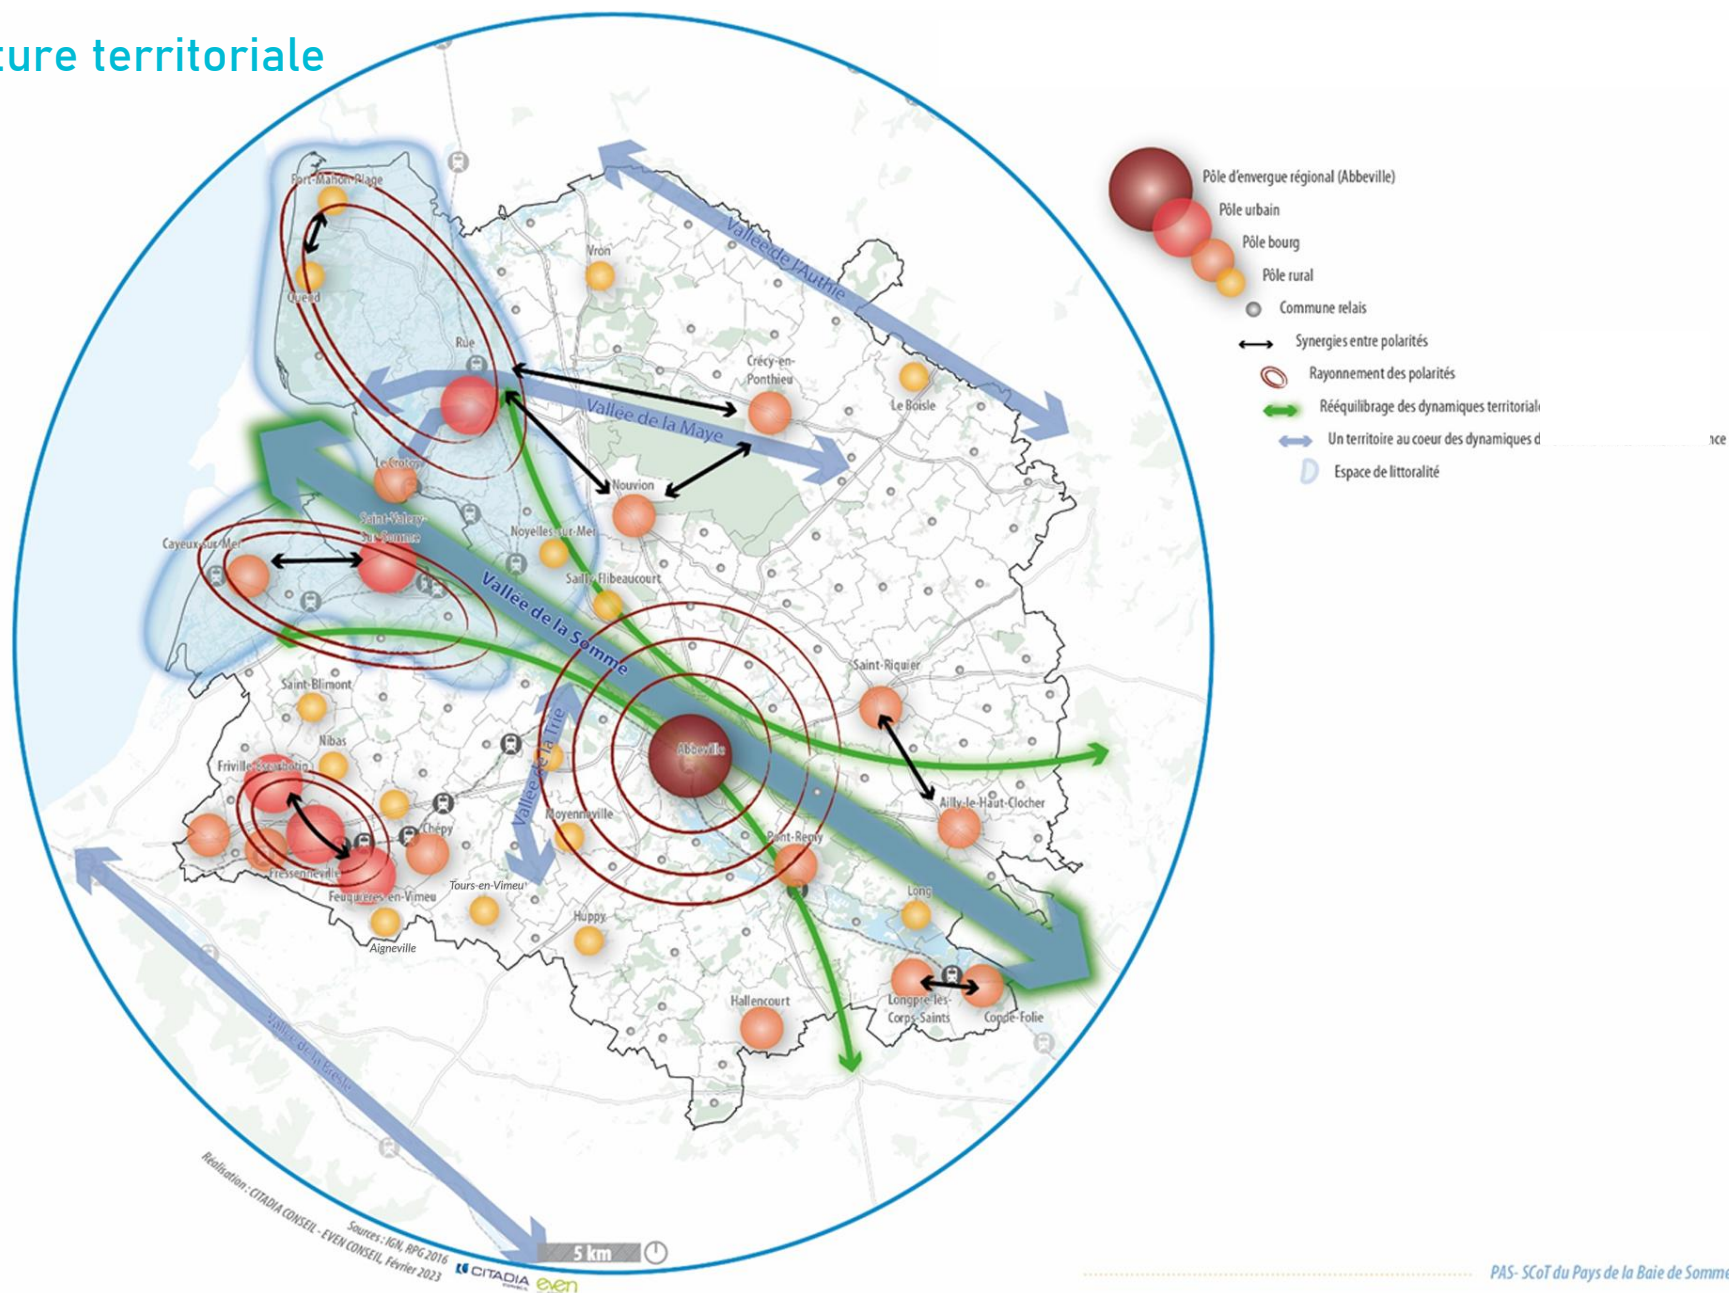 ture territoriale
Pôle d'envergue régional (Abbeville)
Pôle urbain
Pôle bourg
Pôle rural
Commune relais
Synergies entre polarités
Rayonnement des polarités
Rééquilibrage des dynamiques territoriale
Un territoire au coeur des dynamiques d
nce
Espace de littoralité
Fort-Mahon-Plage
Quend
Vron
Vallée de l'Authie
Rue
Crécy-en-
Ponthieu
Le Boisle
Vallée de la Maye
Le Crotoy
Nouvion
Saint-Valery-
sur-Somme
Cayeux-sur-Mer
Noyelles-sur-Mer
Sailly-Flibeaucourt
Vallée de la Somme
Saint-Riquier
Saint-Blimont
Nibas
Vallée de la Trie
Abbeville
Friville-Escarbotin
Ailly-le-Haut-Clocher
Moyenneville
Chépy
Pont-Remy
Fressenneville
Feuquières-en-Vimeu
Tours-en-Vimeu
Long
Huppy
Aigneville
Hallencourt
Longpré-les-
Corps-Saints
Condé-Folie
Vallée de la Bresle
Réalisation : CITADIA CONSEIL - EVEN CONSEIL, Février 2023
Sources : IGN, RPG 2016
CITADIA
CONSEIL
even
CONSEIL
5 km
PAS- SCoT du Pays de la Baie de Somme